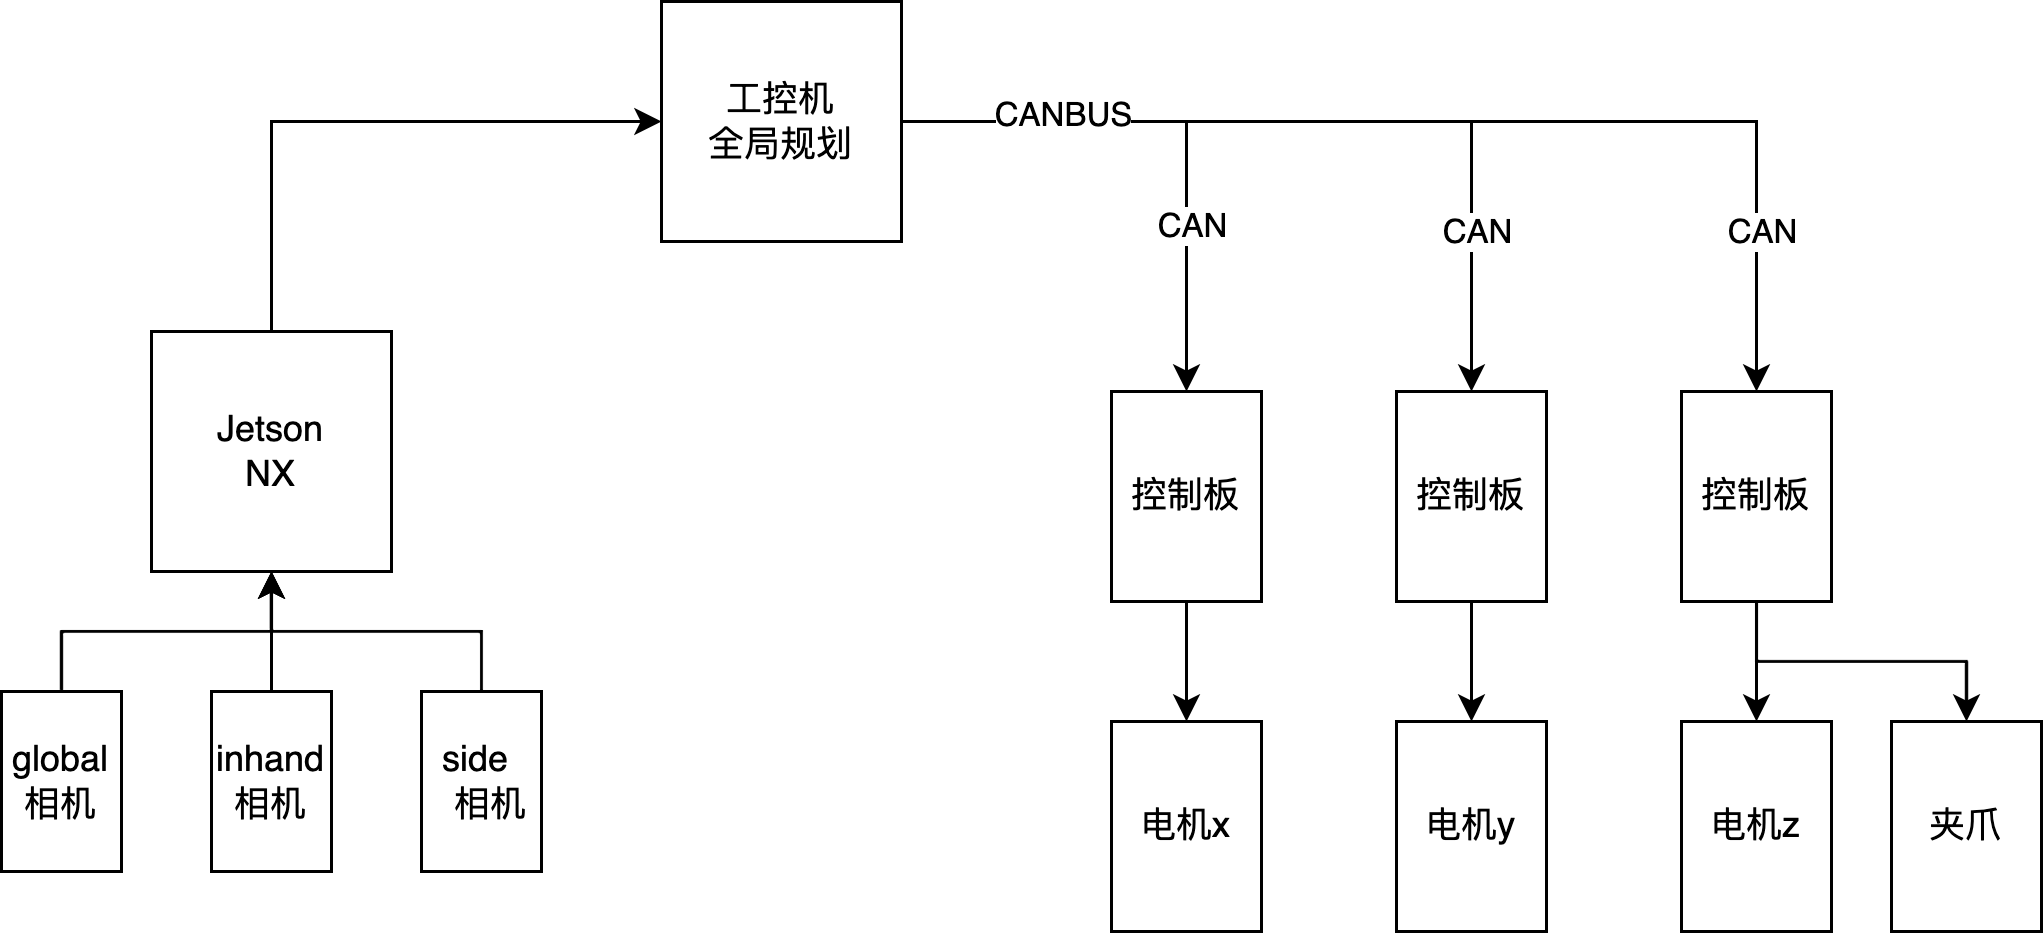 工控机
全局规划
CANBUS
CAN
CAN
CAN
Jetson
NX
控制板
控制板
控制板
global
相机
inhand
相机
side
相机
电机x
电机y
电机z
夹爪